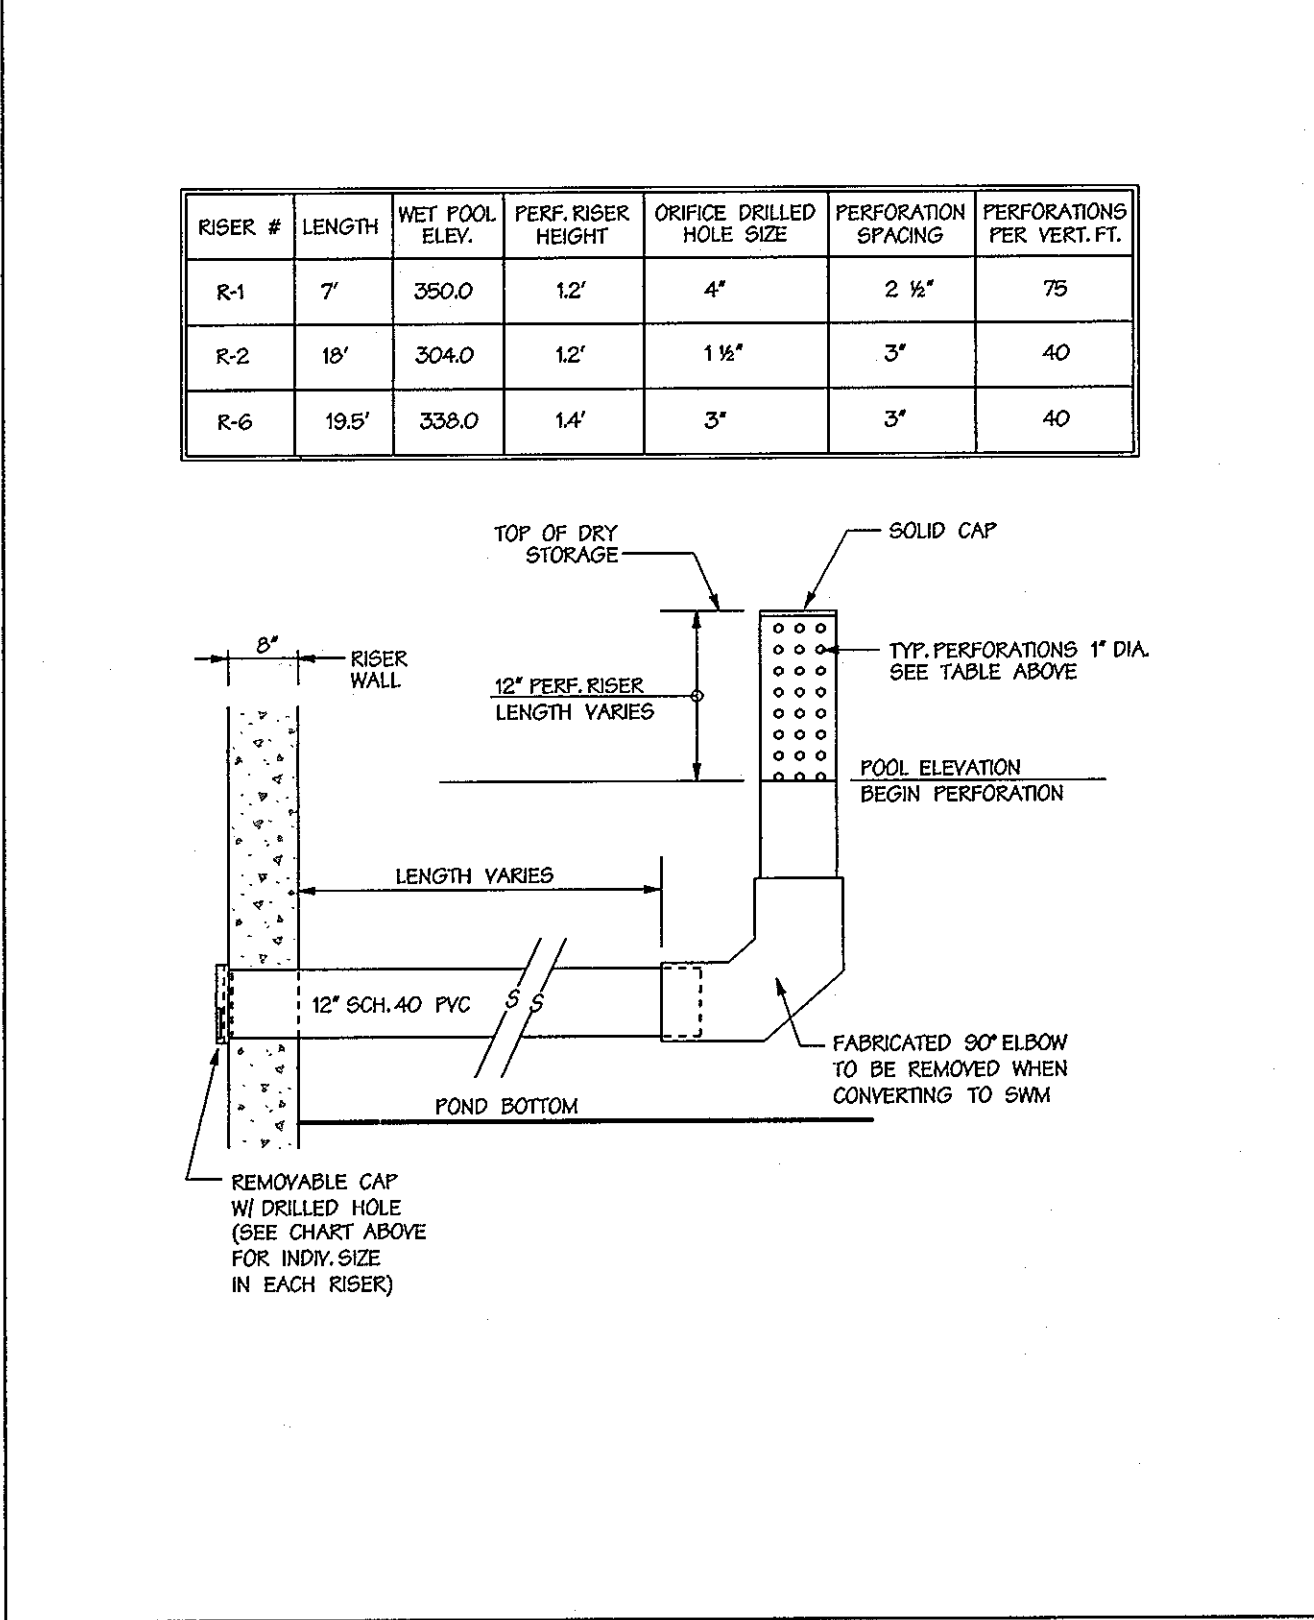 RISER # LENGTH WET POOL ELEV. PERF. RISER HEIGHT ORIFICE DRILLED HOLE SIZE PERFORATION SPACING PERFORATIONS PER VERT. FT.
R-1 7' 350.0 1.2' 4" 2 ½" 75
R-2 18' 304.0 1.2' 1 ½" 3" 40
R-6 19.5' 338.0 1.4' 3" 3" 40
TOP OF DRY
STORAGE
SOLID CAP
8"
RISER
WALL
TYP. PERFORATIONS 1" DIA.
SEE TABLE ABOVE
12" PERF. RISER
LENGTH VARIES
POOL ELEVATION
BEGIN PERFORATION
LENGTH VARIES
12" SCH. 40 PVC
S S
FABRICATED 90° ELBOW
TO BE REMOVED WHEN
CONVERTING TO SWM
POND BOTTOM
REMOVABLE CAP
W/ DRILLED HOLE
(SEE CHART ABOVE
FOR INDIV. SIZE
IN EACH RISER)